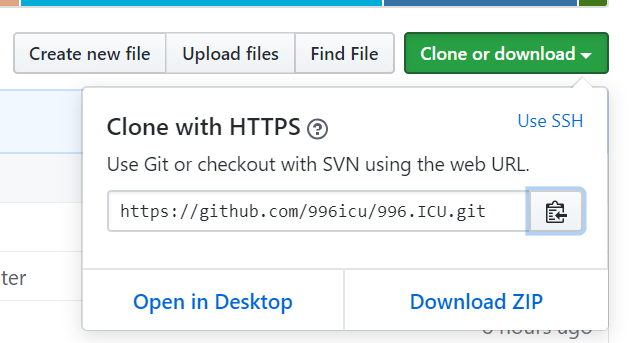 Create new file Upload files Find File Clone or download
Clone with HTTPS ?
Use SSH
Use Git or checkout with SVN using the web URL.
https://github.com/996icu/996.ICU.git
ter
Open in Desktop Download ZIP
hours ago